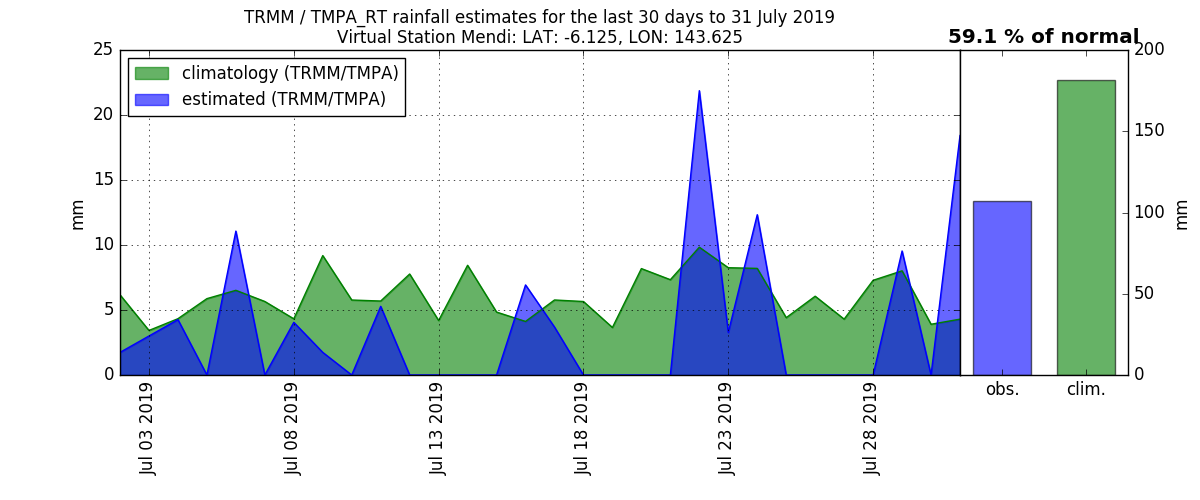 TRMM / TMPA_RT rainfall estimates for the last 30 days to 31 July 2019
Virtual Station Mendi: LAT: -6.125, LON: 143.625
59.1 % of normal
climatology (TRMM/TMPA)
estimated (TRMM/TMPA)
25
20
15
10
5
0
mm
Jul 03 2019
Jul 08 2019
Jul 13 2019
Jul 18 2019
Jul 23 2019
Jul 28 2019
200
150
100
50
0
mm
obs.
clim.